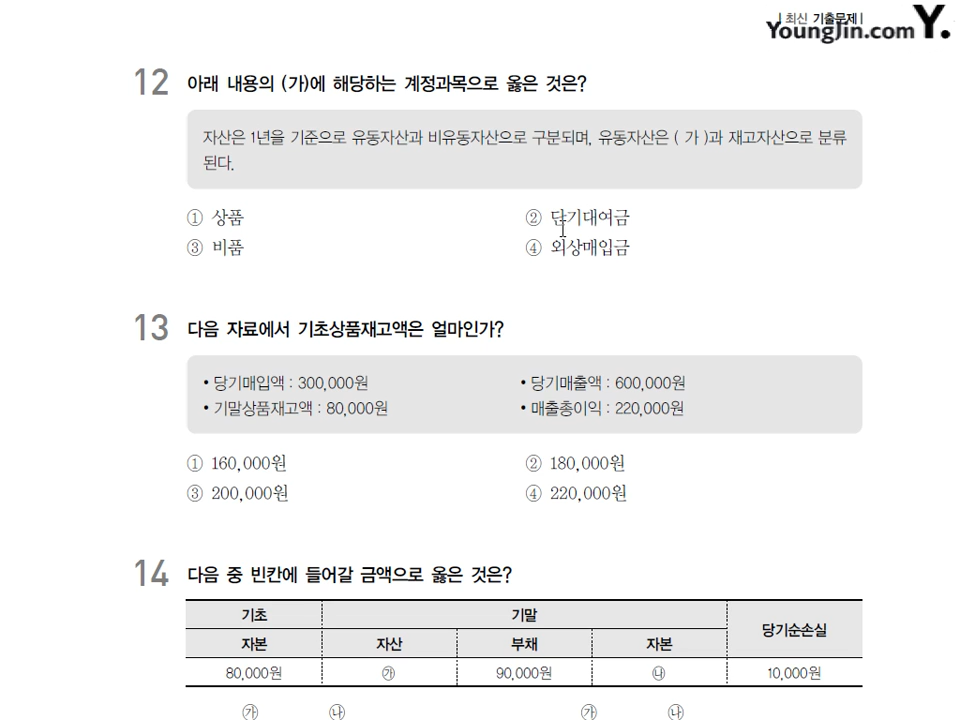 | 최신 기출문제 |
YoungJin.com Y.
12 아래 내용의 (가)에 해당하는 계정과목으로 옳은 것은?
자산은 1년을 기준으로 유동자산과 비유동자산으로 구분되며, 유동자산은 ( 가 )과 재고자산으로 분류
된다.
① 상품 ② 단기대여금
③ 비품 ④ 외상매입금
13 다음 자료에서 기초상품재고액은 얼마인가?
• 당기매입액 : 300,000원 • 당기매출액 : 600,000원
• 기말상품재고액 : 80,000원 • 매출총이익 : 220,000원
① 160,000원 ② 180,000원
③ 200,000원 ④ 220,000원
14 다음 중 빈칸에 들어갈 금액으로 옳은 것은?
기초 기말 당기순손실
자본 자산 부채 자본
80,000원 ㉮ 90,000원 ㉯ 10,000원
㉮ ㉯ ㉮ ㉯